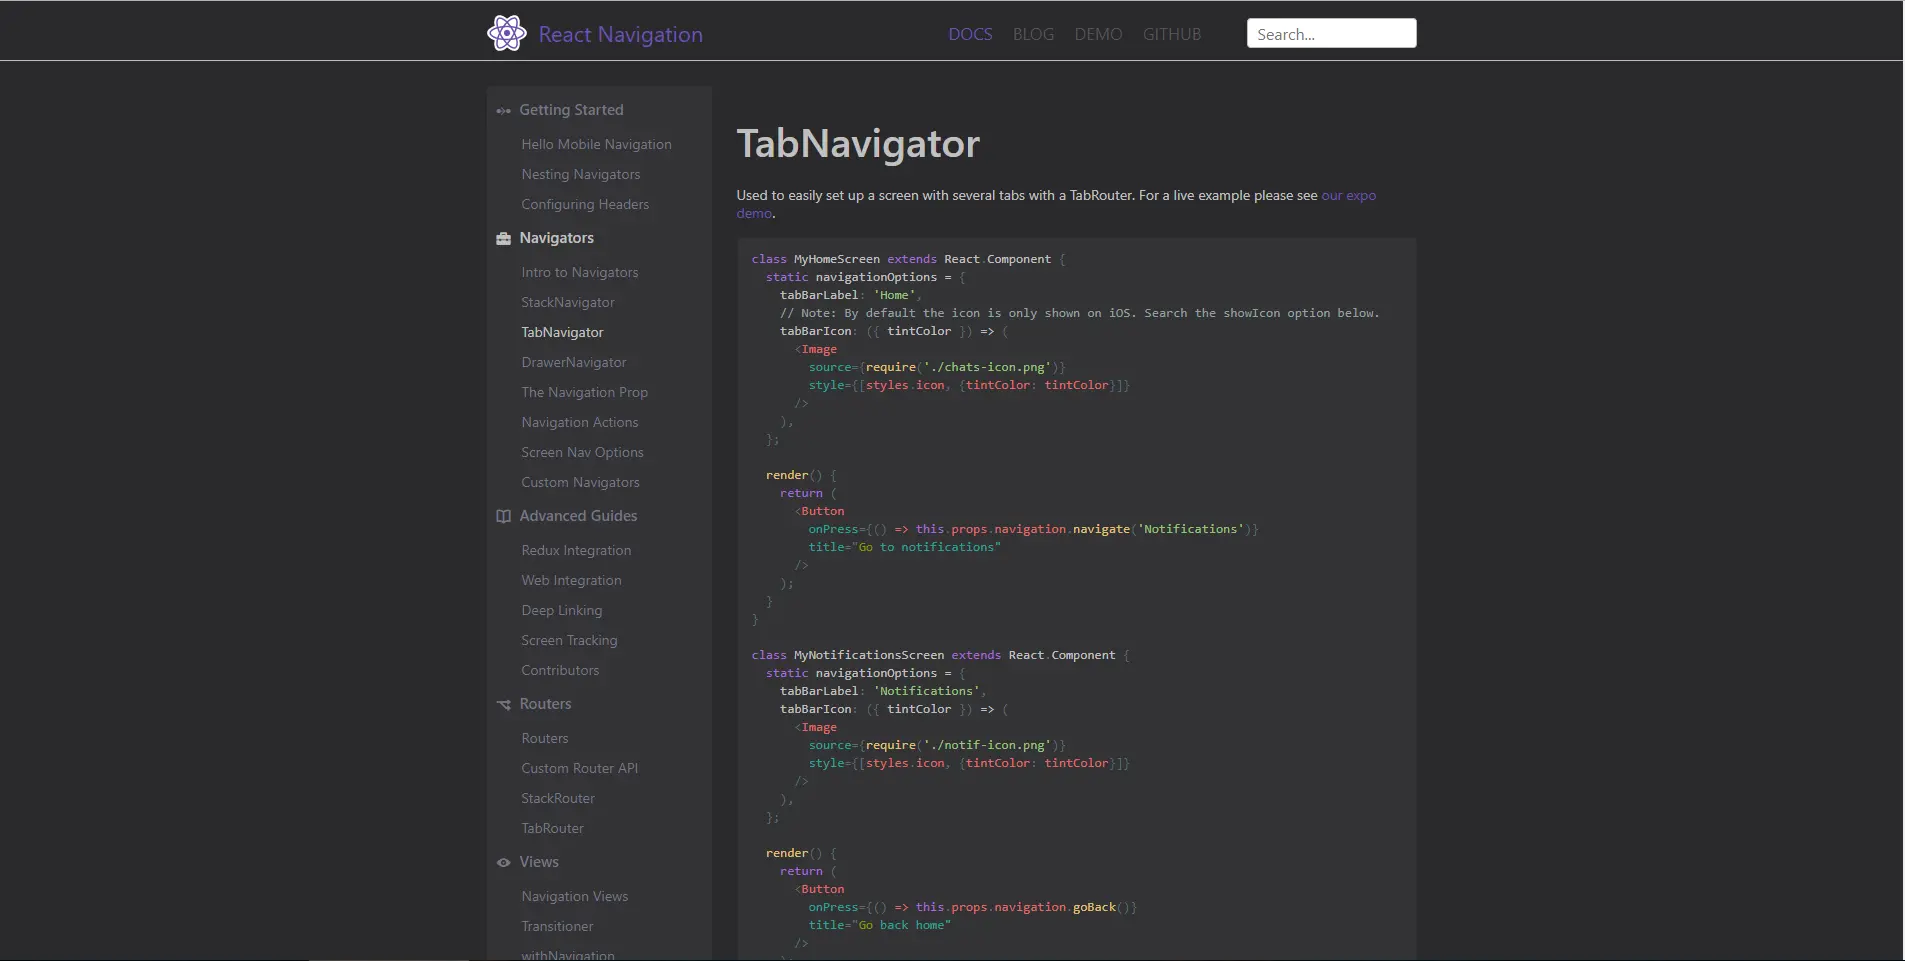 React Navigation
DOCS BLOG DEMO GITHUB
Search...
Getting Started
Hello Mobile Navigation
Nesting Navigators
Configuring Headers
Navigators
Intro to Navigators
StackNavigator
TabNavigator
DrawerNavigator
The Navigation Prop
Navigation Actions
Screen Nav Options
Custom Navigators
Advanced Guides
Redux Integration
Web Integration
Deep Linking
Screen Tracking
Contributors
Routers
Routers
Custom Router API
StackRouter
TabRouter
Views
Navigation Views
Transitioner
withNavigation
TabNavigator
Used to easily set up a screen with several tabs with a TabRouter. For a live example please see our expo
demo.
class MyHomeScreen extends React.Component {
  static navigationOptions = {
    tabBarLabel: 'Home',
    // Note: By default the icon is only shown on iOS. Search the showIcon option below.
    tabBarIcon: ({ tintColor }) => (
      <Image
        source={require('./chats-icon.png')}
        style={[styles.icon, {tintColor: tintColor}]}
      />
    ),
  };
  render() {
    return (
      <Button
        onPress={() => this.props.navigation.navigate('Notifications')}
        title="Go to notifications"
      />
    );
  }
}
class MyNotificationsScreen extends React.Component {
  static navigationOptions = {
    tabBarLabel: 'Notifications',
    tabBarIcon: ({ tintColor }) => (
      <Image
        source={require('./notif-icon.png')}
        style={[styles.icon, {tintColor: tintColor}]}
      />
    ),
  };
  render() {
    return (
      <Button
        onPress={() => this.props.navigation.goBack()}
        title="Go back home"
      />
    );